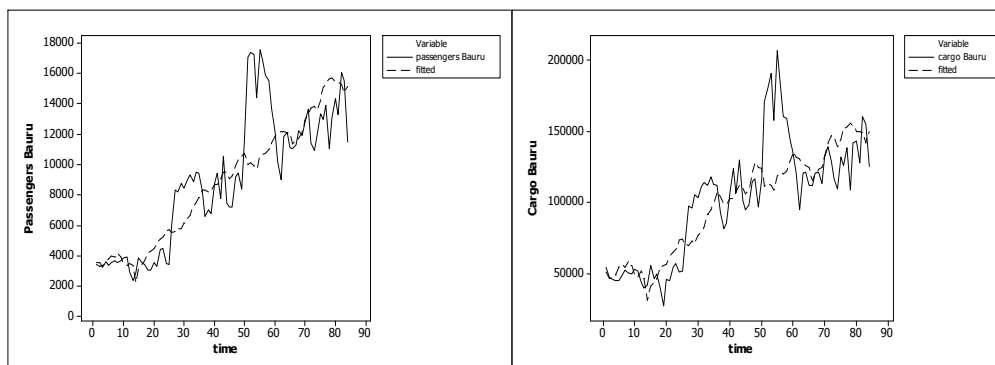 Variable
passengers Bauru
fitted
18000
16000
14000
12000
10000
8000
6000
4000
2000
0
Passengers Bauru
0 10 20 30 40 50 60 70 80 90
time
Variable
cargo Bauru
fitted
200000
150000
100000
50000
0
Cargo Bauru
0 10 20 30 40 50 60 70 80 90
time